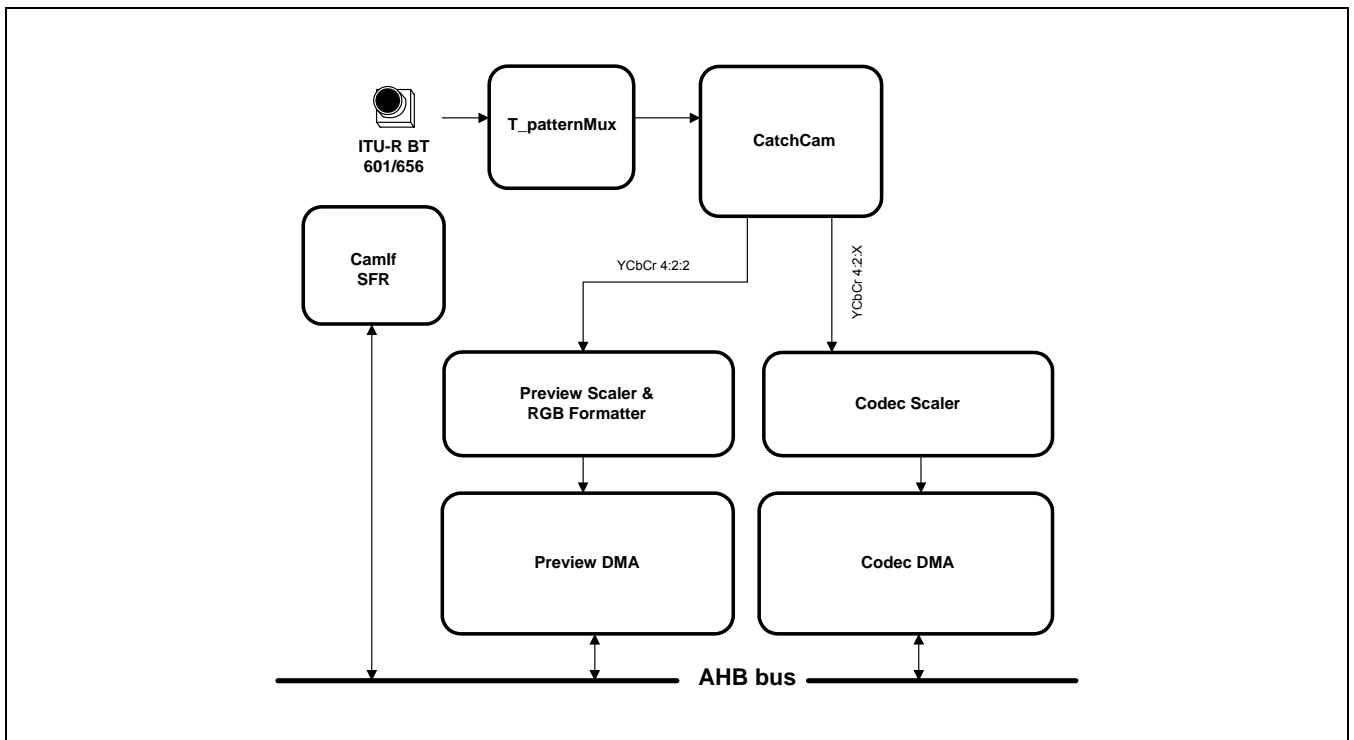 T_patternMux
CatchCam
ITU-R BT
601/656
CamIf
SFR
YCbCr 4:2:2
YCbCr 4:2:X
Preview Scaler &
RGB Formatter
Codec Scaler
Preview DMA
Codec DMA
AHB bus